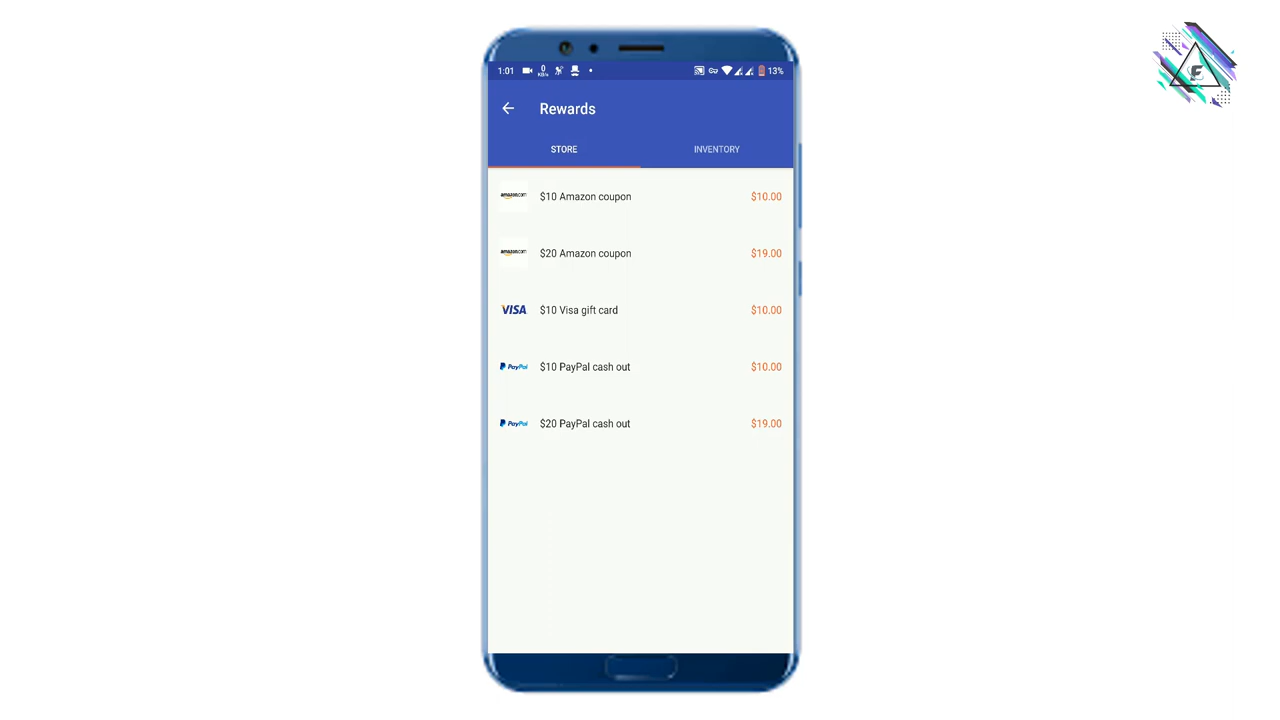 1:01
0
KB/s
13%
Rewards
STORE
INVENTORY
amazon.com
$10 Amazon coupon
$10.00
amazon.com
$20 Amazon coupon
$19.00
VISA
$10 Visa gift card
$10.00
PayPal
$10 PayPal cash out
$10.00
PayPal
$20 PayPal cash out
$19.00